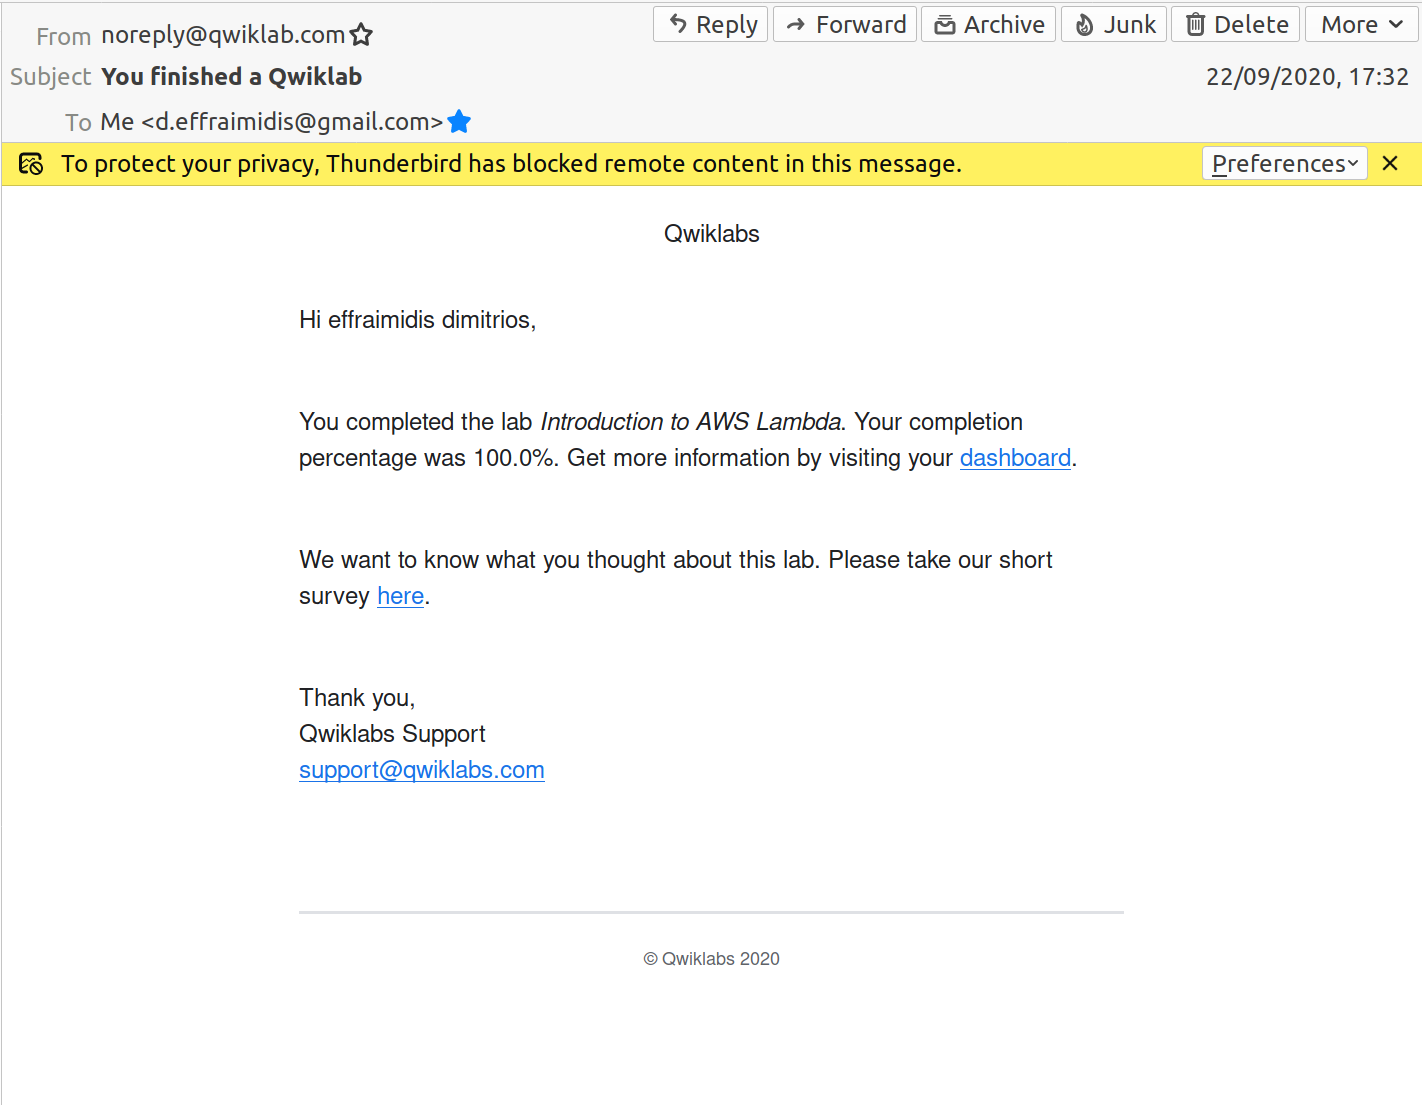 From noreply@qwiklab.com Reply Forward Archive Junk Delete More
Subject You finished a Qwiklab 22/09/2020, 17:32
To Me <d.effraimidis@gmail.com>
To protect your privacy, Thunderbird has blocked remote content in this message. Preferences
Qwiklabs
Hi effraimidis dimitrios,
You completed the lab Introduction to AWS Lambda. Your completion
percentage was 100.0%. Get more information by visiting your dashboard.
We want to know what you thought about this lab. Please take our short
survey here.
Thank you,
Qwiklabs Support
support@qwiklabs.com
© Qwiklabs 2020